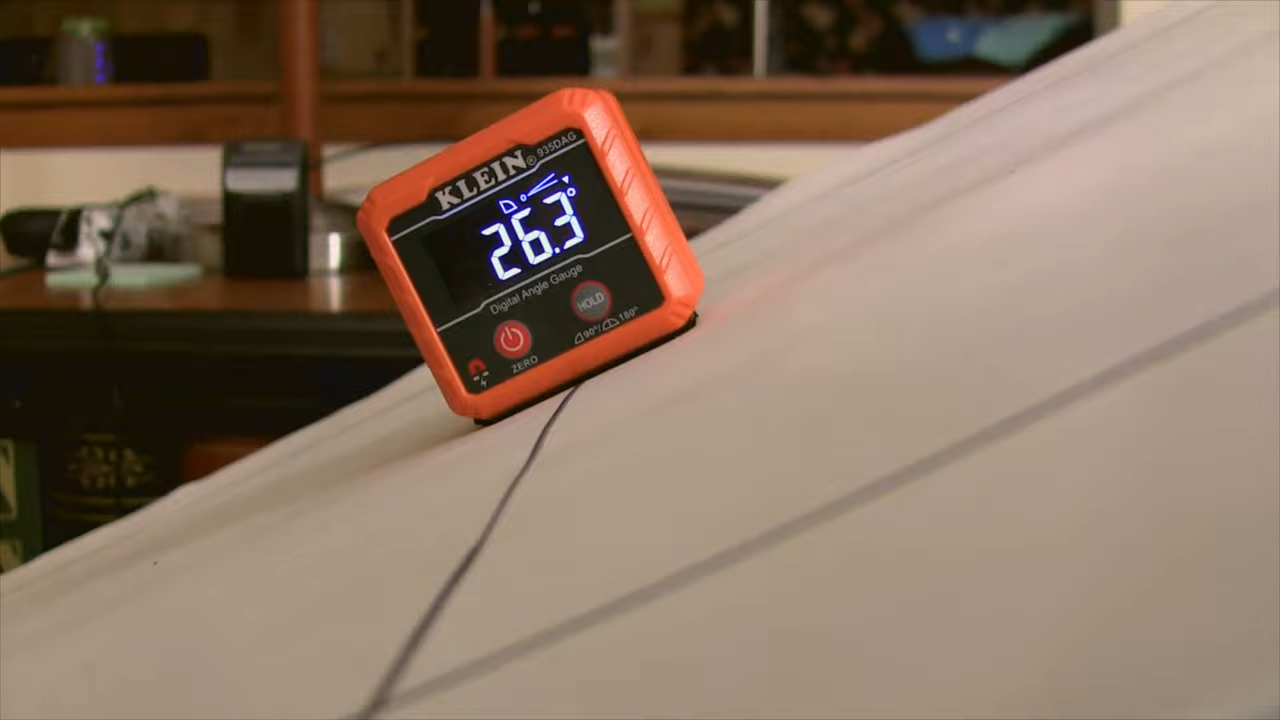 KLEIN® 935DAG
26.3°
Digital Angle Gauge
HOLD
90°/180°
ZERO